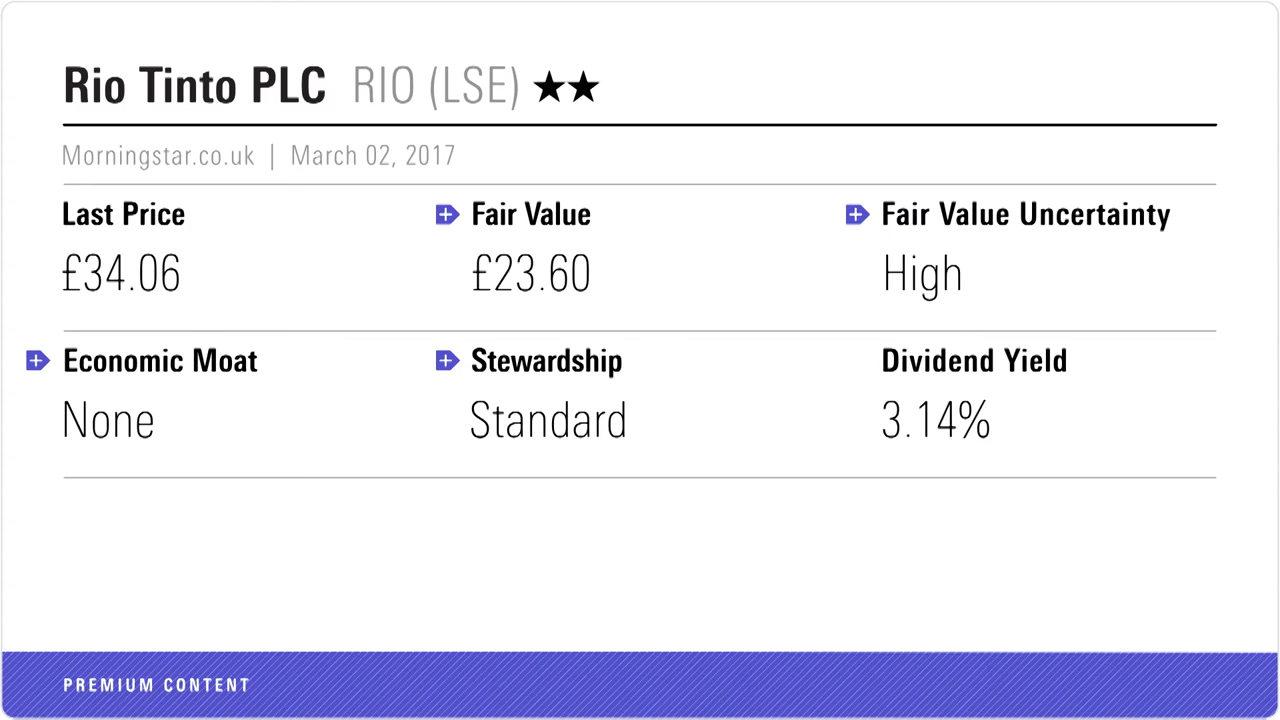 Rio Tinto PLC RIO (LSE) ★★
Morningstar.co.uk | March 02, 2017
Last Price Fair Value Fair Value Uncertainty
£34.06 £23.60 High
Economic Moat Stewardship Dividend Yield
None Standard 3.14%
PREMIUM CONTENT